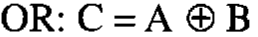 OR: C = A ⊕ B